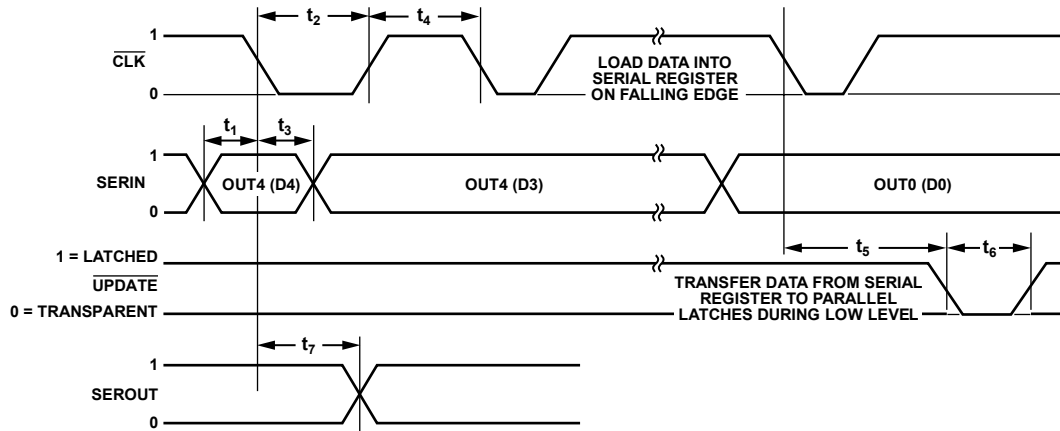 t2
t4
1
CLK
0
LOAD DATA INTO
SERIAL REGISTER
ON FALLING EDGE
t1
t3
1
SERIN
0
OUT4 (D4)
OUT4 (D3)
OUT0 (D0)
t5
t6
1 = LATCHED
UPDATE
0 = TRANSPARENT
TRANSFER DATA FROM SERIAL
REGISTER TO PARALLEL
LATCHES DURING LOW LEVEL
t7
1
SEROUT
0